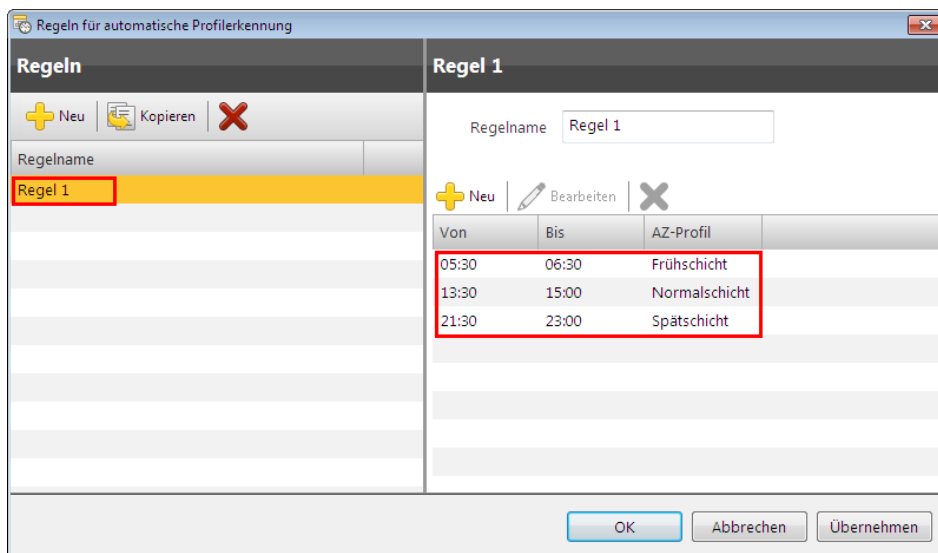 Regeln für automatische Profilerkennung
Regeln
Neu Kopieren
Regelname
Regel 1
Regel 1
Regelname Regel 1
Neu Bearbeiten
Von Bis AZ-Profil
05:30 06:30 Frühschicht
13:30 15:00 Normalschicht
21:30 23:00 Spätschicht
OK Abbrechen Übernehmen